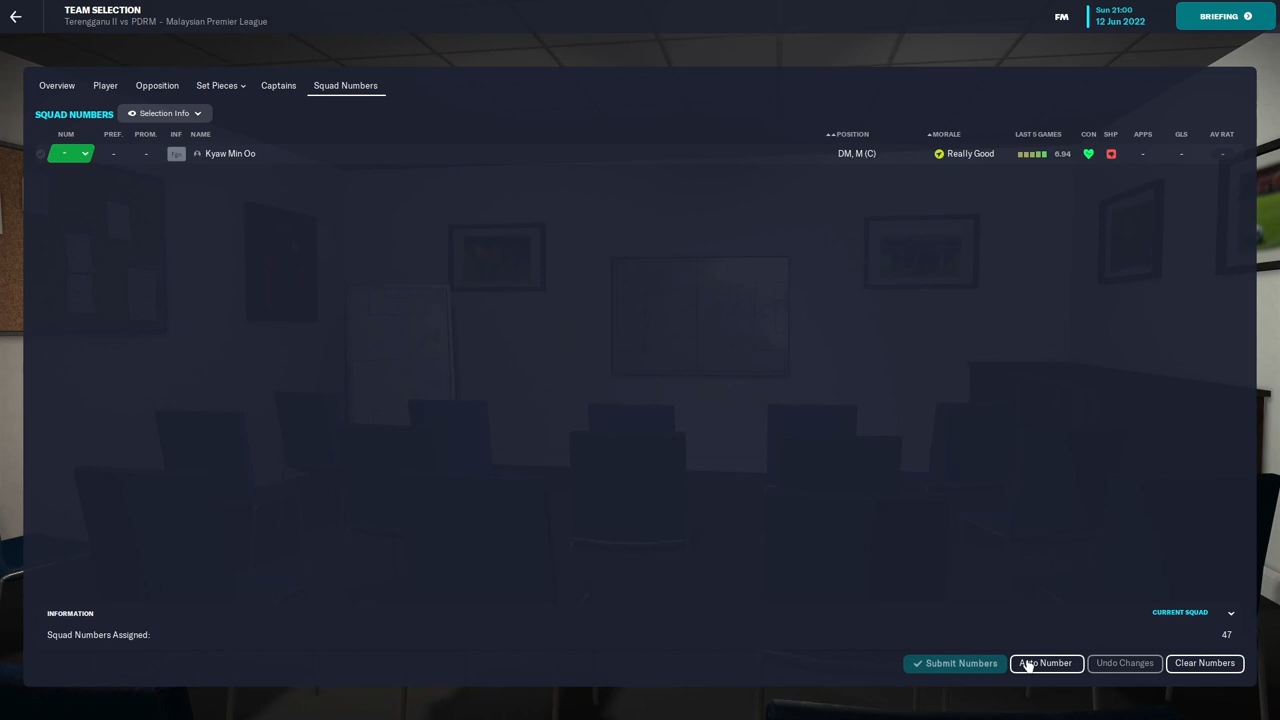 TEAM SELECTION
Terengganu II vs PDRM - Malaysian Premier League
FM
Sun 21:00
12 Jun 2022
BRIEFING
Overview Player Opposition Set Pieces Captains Squad Numbers
SQUAD NUMBERS Selection Info
NUM PREF. PROM. INF NAME POSITION MORALE LAST 5 GAMES CON SHP APPS GLS AV RAT
- - - Fgn Kyaw Min Oo DM, M (C) Really Good 6.94 - - -
INFORMATION CURRENT SQUAD
Squad Numbers Assigned: 47
Submit Numbers Auto Number Undo Changes Clear Numbers